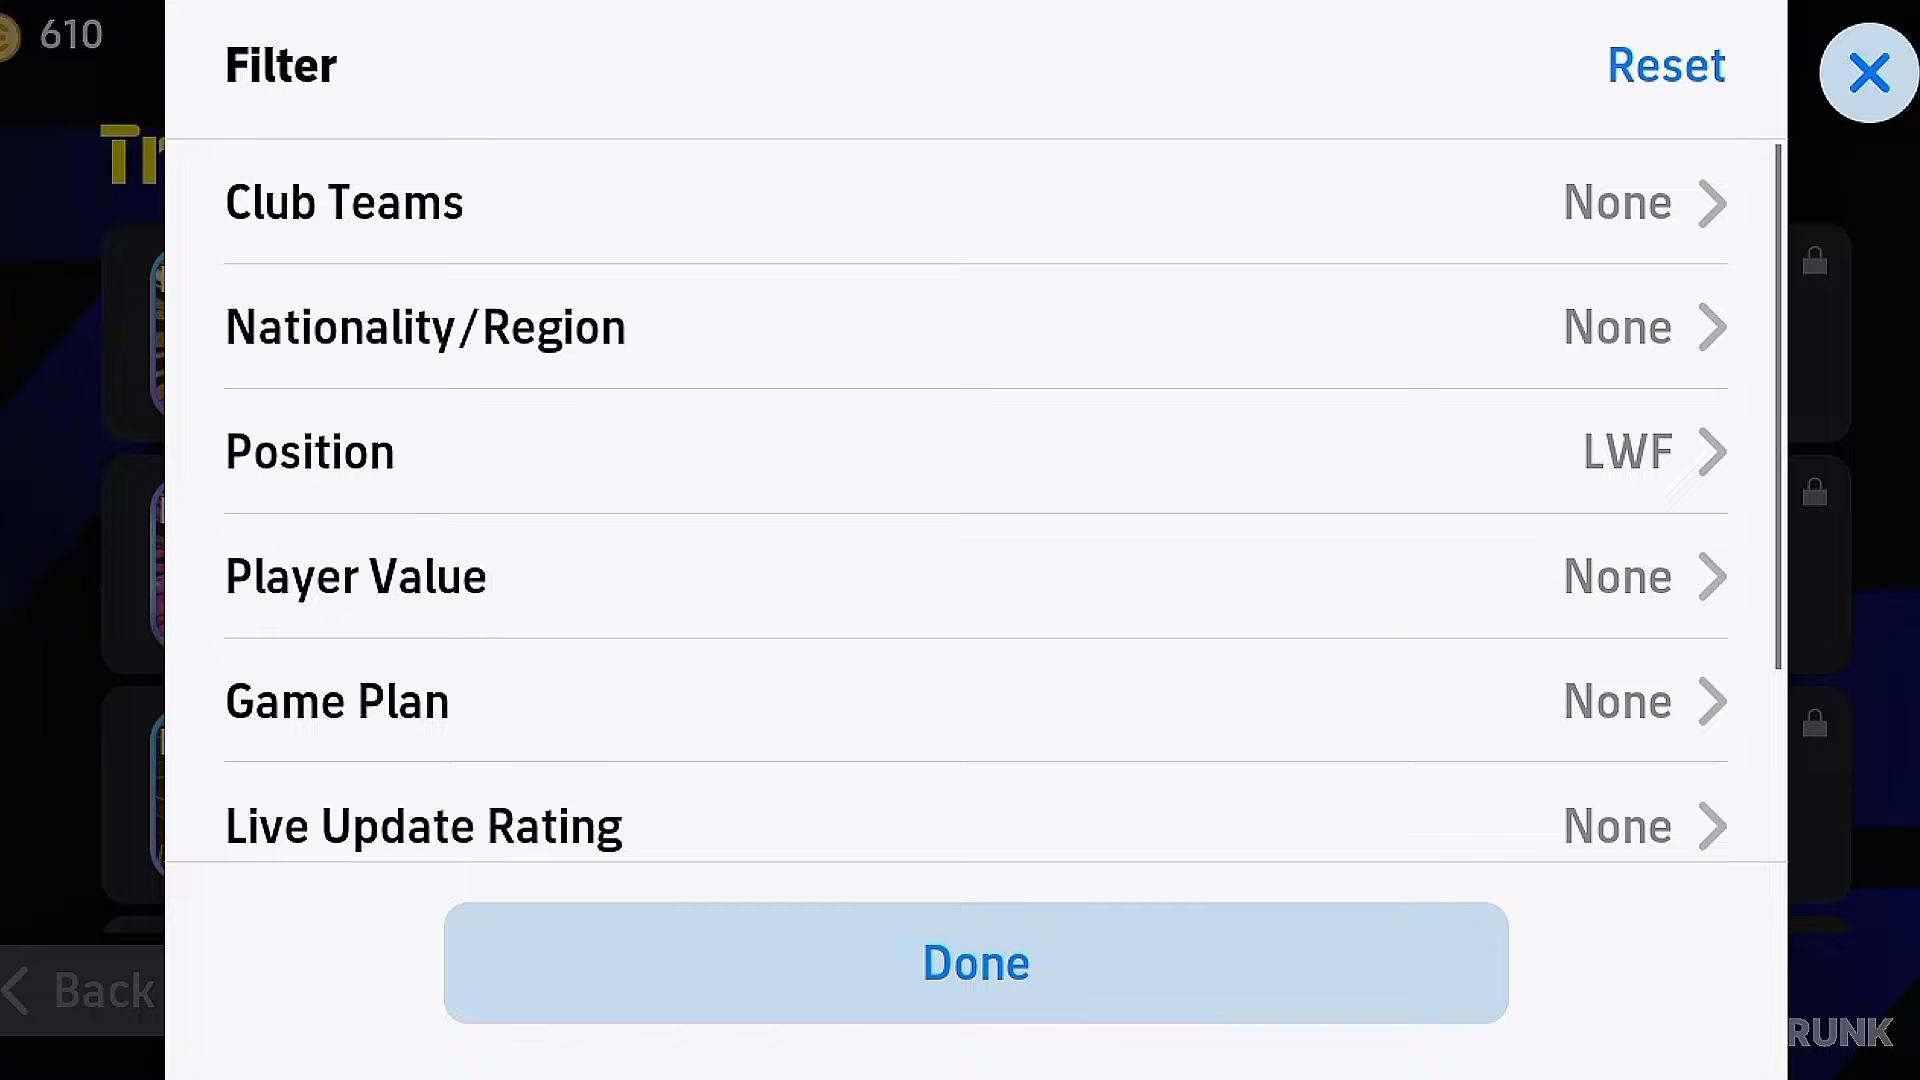 610
Filter
Reset
Club Teams
None
Nationality/Region
None
Position
LWF
Player Value
None
Game Plan
None
Live Update Rating
None
Done
Back
RUNK